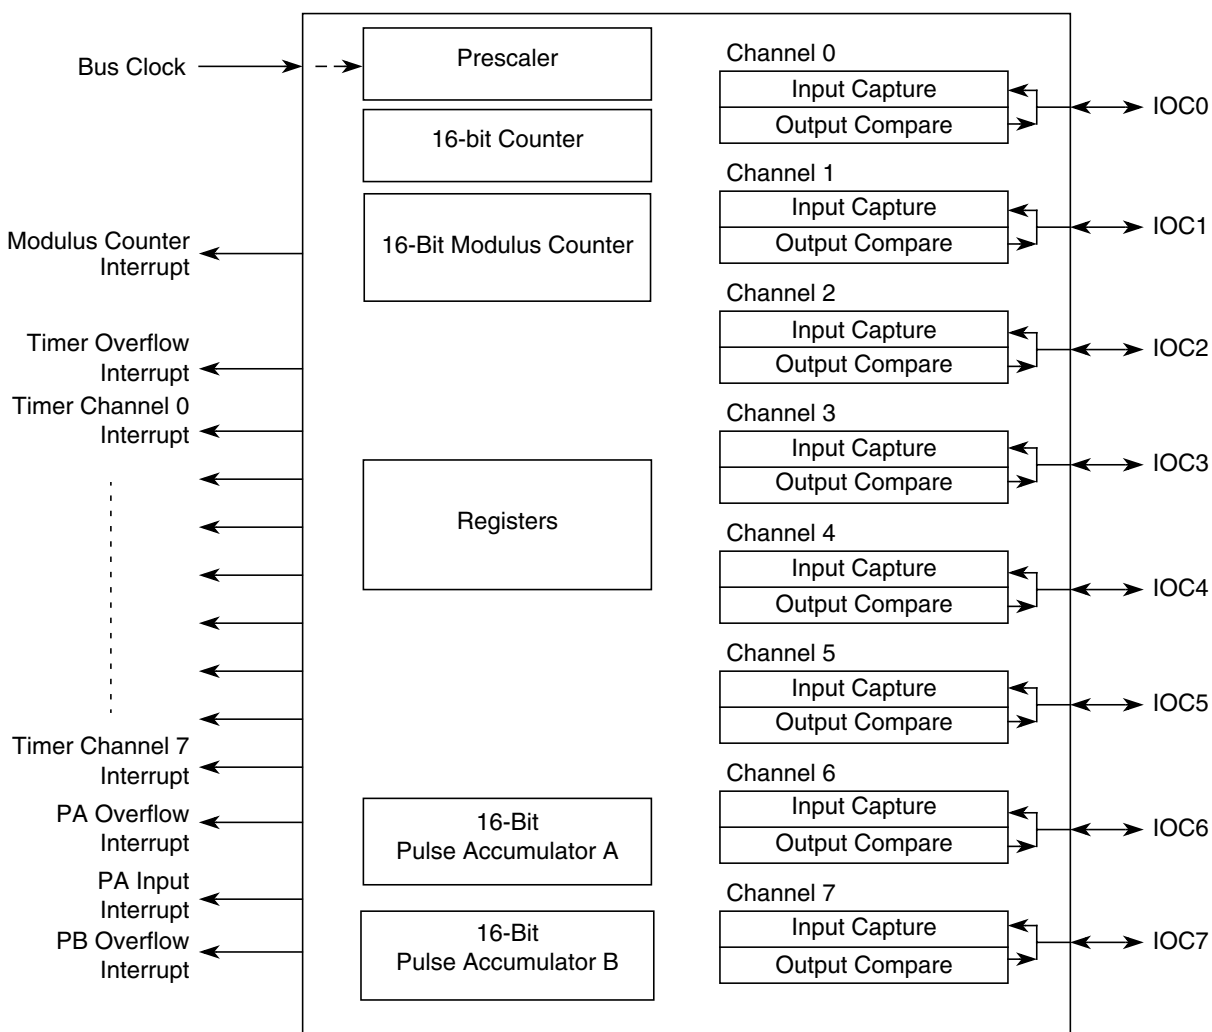 Bus Clock
Modulus Counter
Interrupt
Timer Overflow
Interrupt
Timer Channel 0
Interrupt
Timer Channel 7
Interrupt
PA Overflow
Interrupt
PA Input
Interrupt
PB Overflow
Interrupt
Prescaler
16-bit Counter
16-Bit Modulus Counter
Registers
16-Bit
Pulse Accumulator A
16-Bit
Pulse Accumulator B
Channel 0
Input Capture
Output Compare
IOC0
Channel 1
Input Capture
Output Compare
IOC1
Channel 2
Input Capture
Output Compare
IOC2
Channel 3
Input Capture
Output Compare
IOC3
Channel 4
Input Capture
Output Compare
IOC4
Channel 5
Input Capture
Output Compare
IOC5
Channel 6
Input Capture
Output Compare
IOC6
Channel 7
Input Capture
Output Compare
IOC7